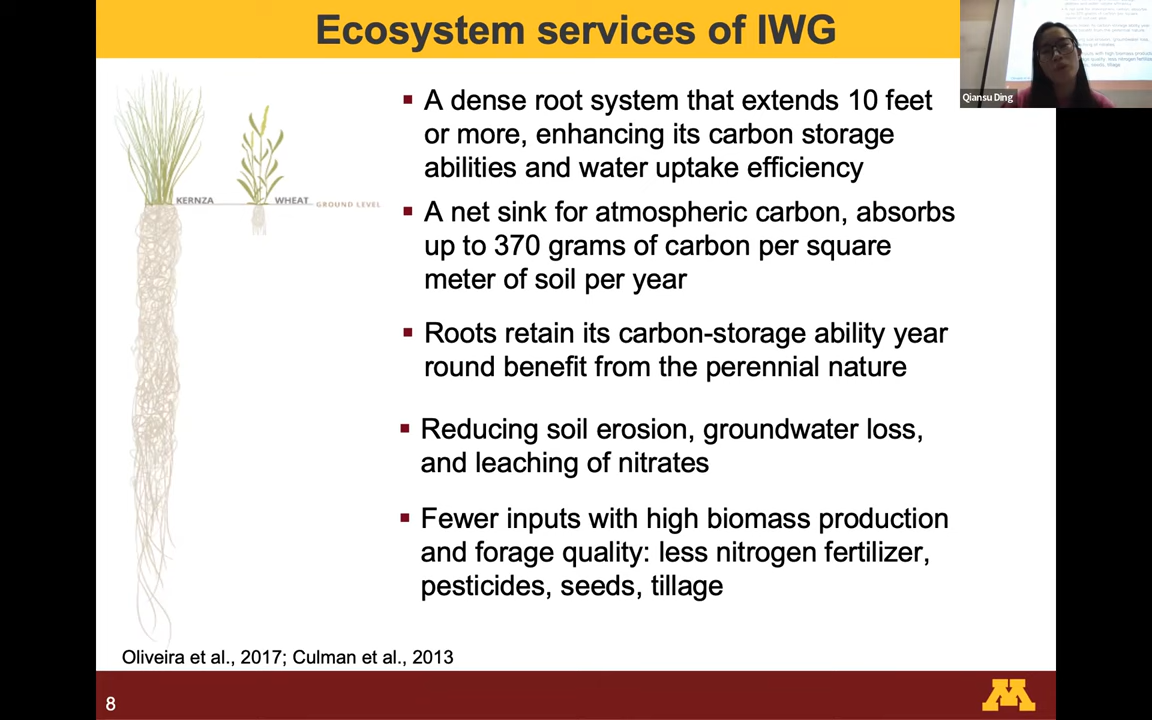 Ecosystem services of IWG
Qiansu Ding
KERNZA
WHEAT
GROUND LEVEL
▪ A dense root system that extends 10 feet
or more, enhancing its carbon storage
abilities and water uptake efficiency
▪ A net sink for atmospheric carbon, absorbs
up to 370 grams of carbon per square
meter of soil per year
▪ Roots retain its carbon-storage ability year
round benefit from the perennial nature
▪ Reducing soil erosion, groundwater loss,
and leaching of nitrates
▪ Fewer inputs with high biomass production
and forage quality: less nitrogen fertilizer,
pesticides, seeds, tillage
Oliveira et al., 2017; Culman et al., 2013
8
M